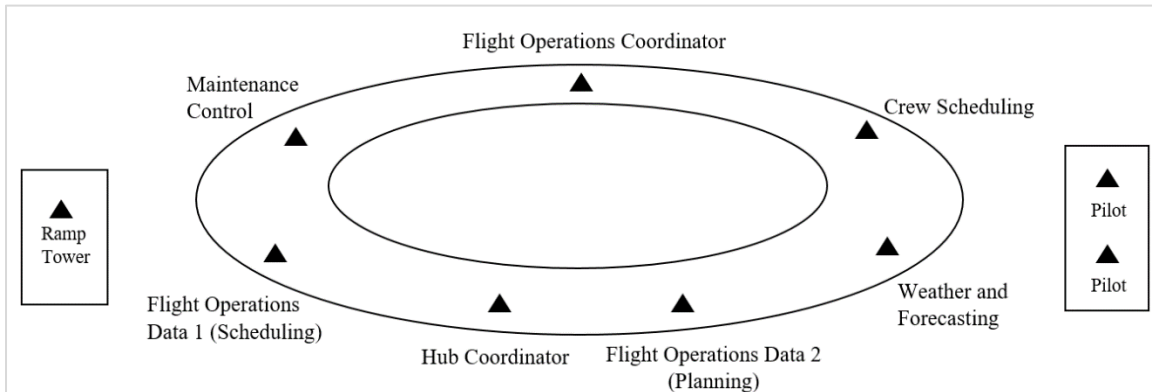 Flight Operations Coordinator
Maintenance
Control
Crew Scheduling
Ramp
Tower
Pilot
Pilot
Flight Operations
Data 1 (Scheduling)
Hub Coordinator
Flight Operations Data 2
(Planning)
Weather and
Forecasting